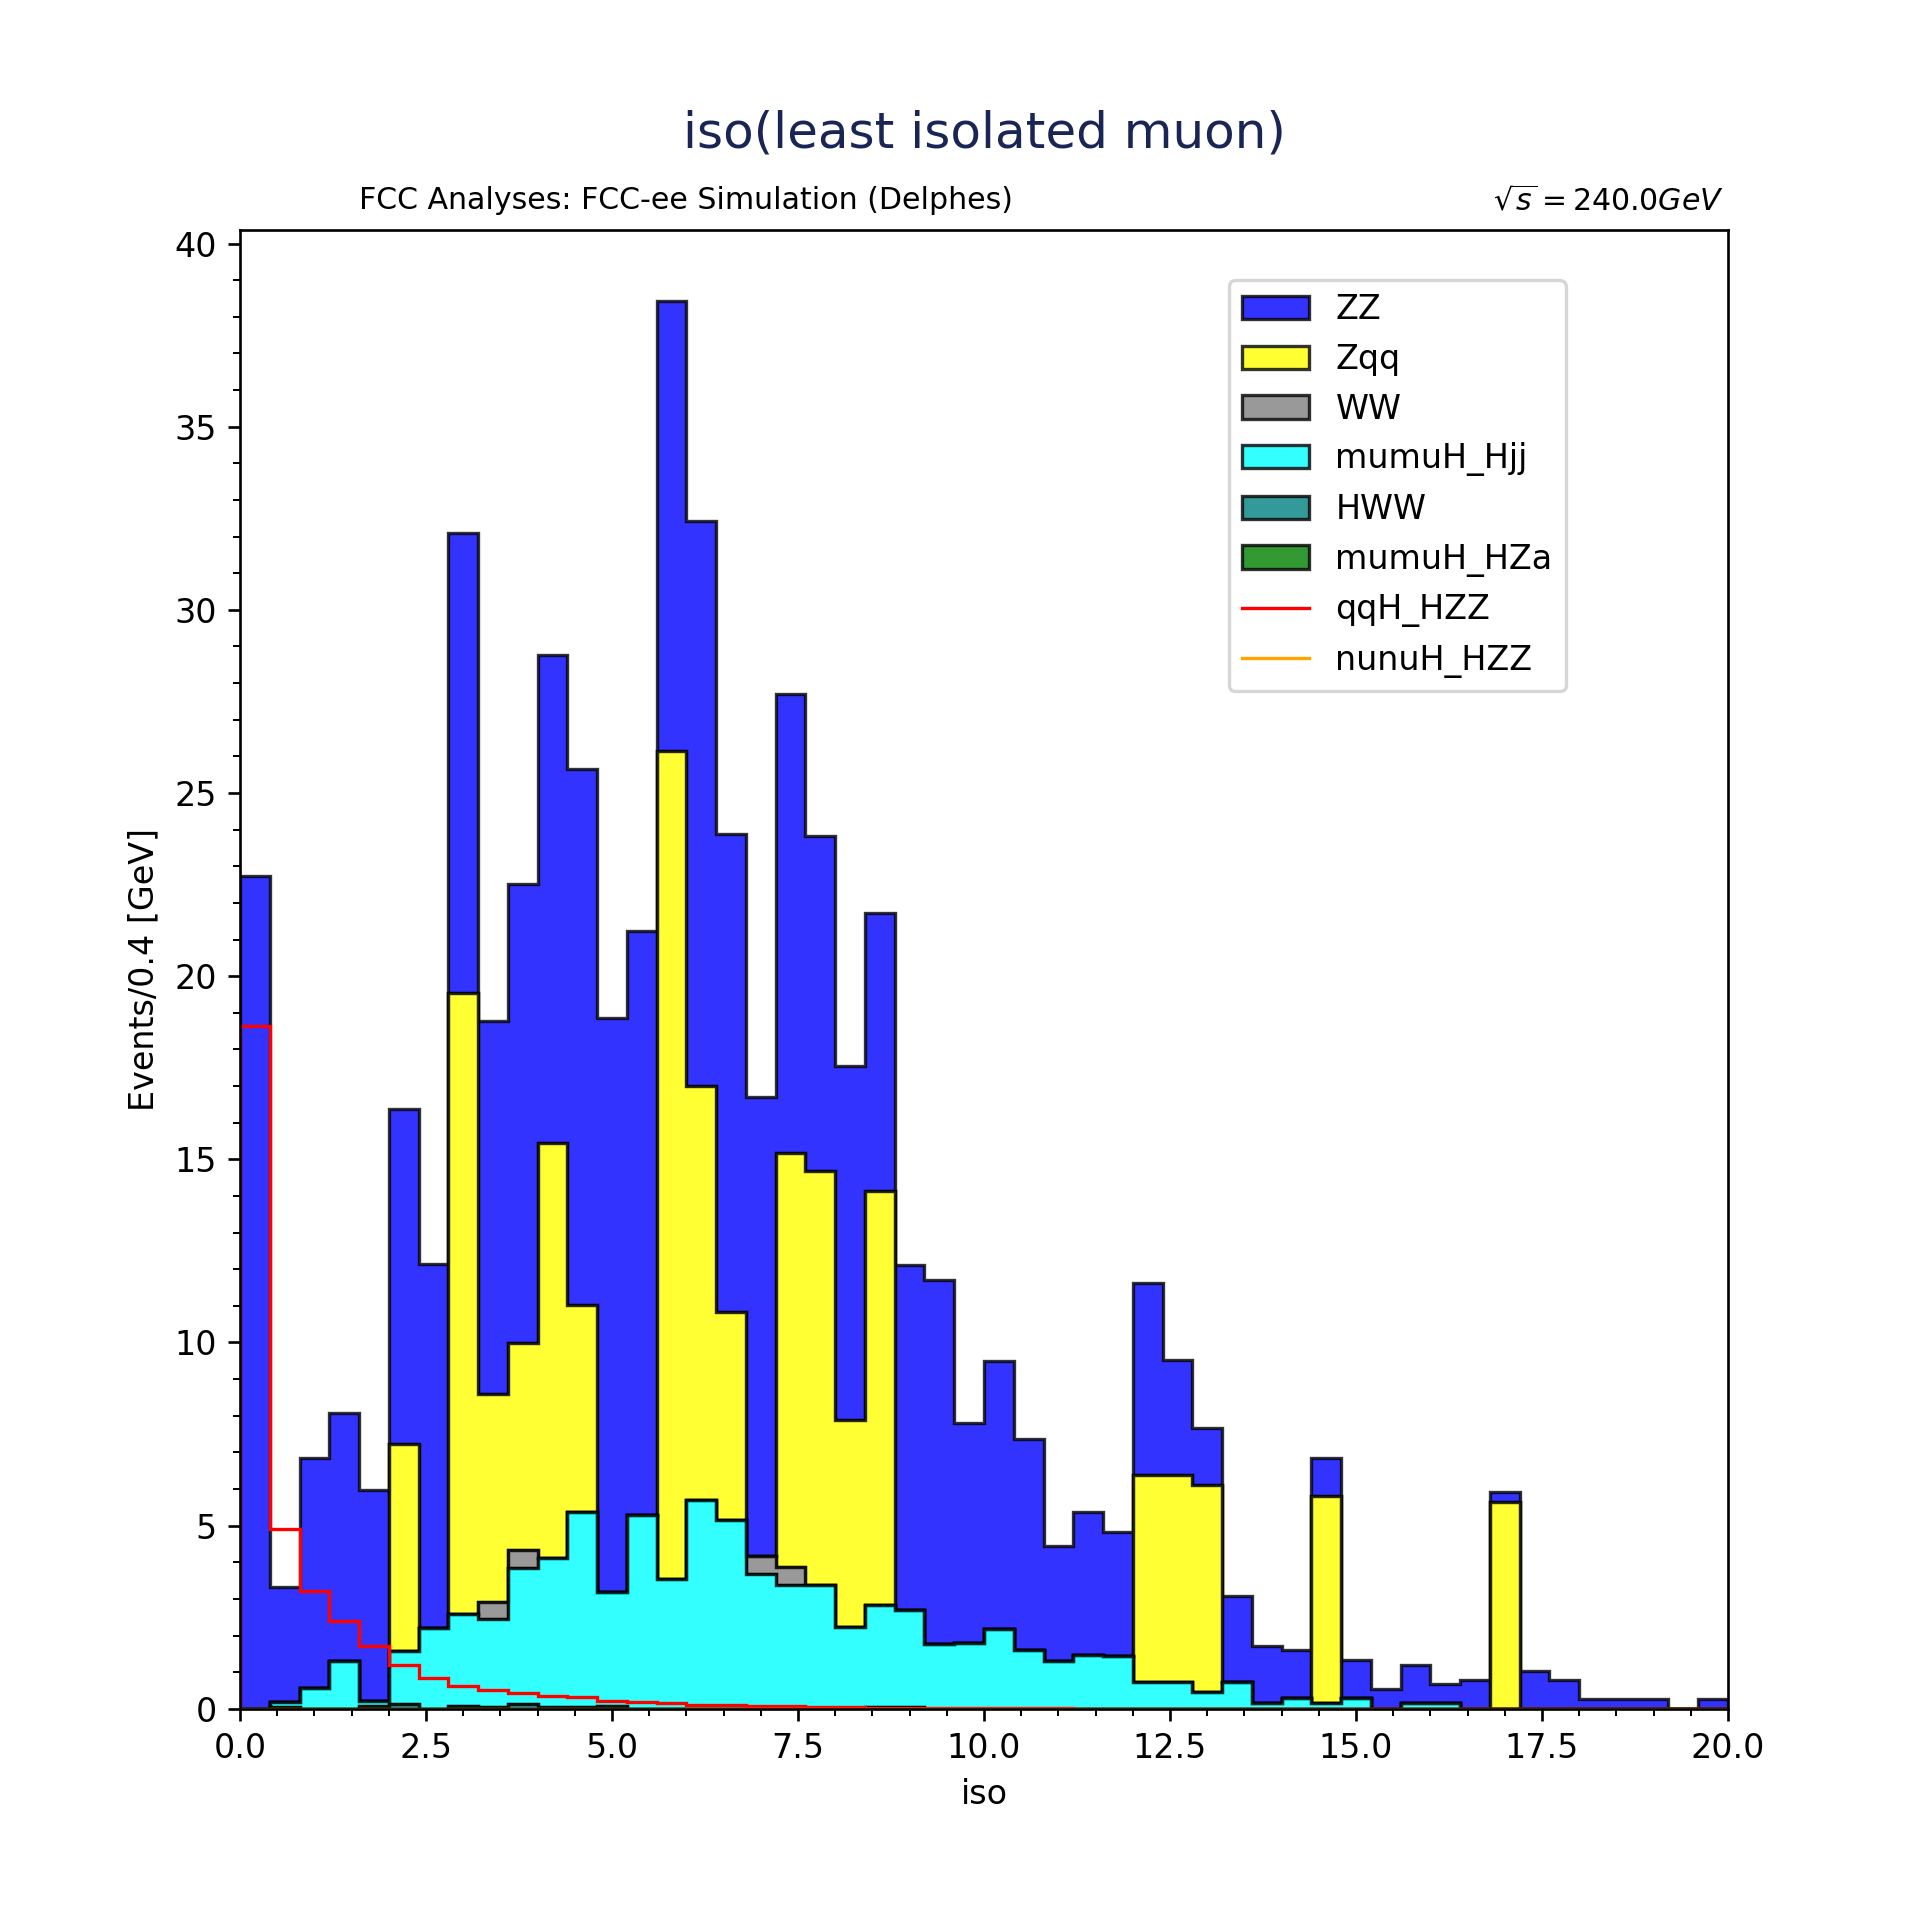 iso(least isolated muon)
FCC Analyses: FCC-ee Simulation (Delphes)
√s = 240.0GeV
40
35
30
25
20
15
10
5
0
Events/0.4 [GeV]
ZZ
Zqq
WW
mumuH_Hjj
HWW
mumuH_HZa
qqH_HZZ
nunuH_HZZ
0.0 2.5 5.0 7.5 10.0 12.5 15.0 17.5 20.0
iso